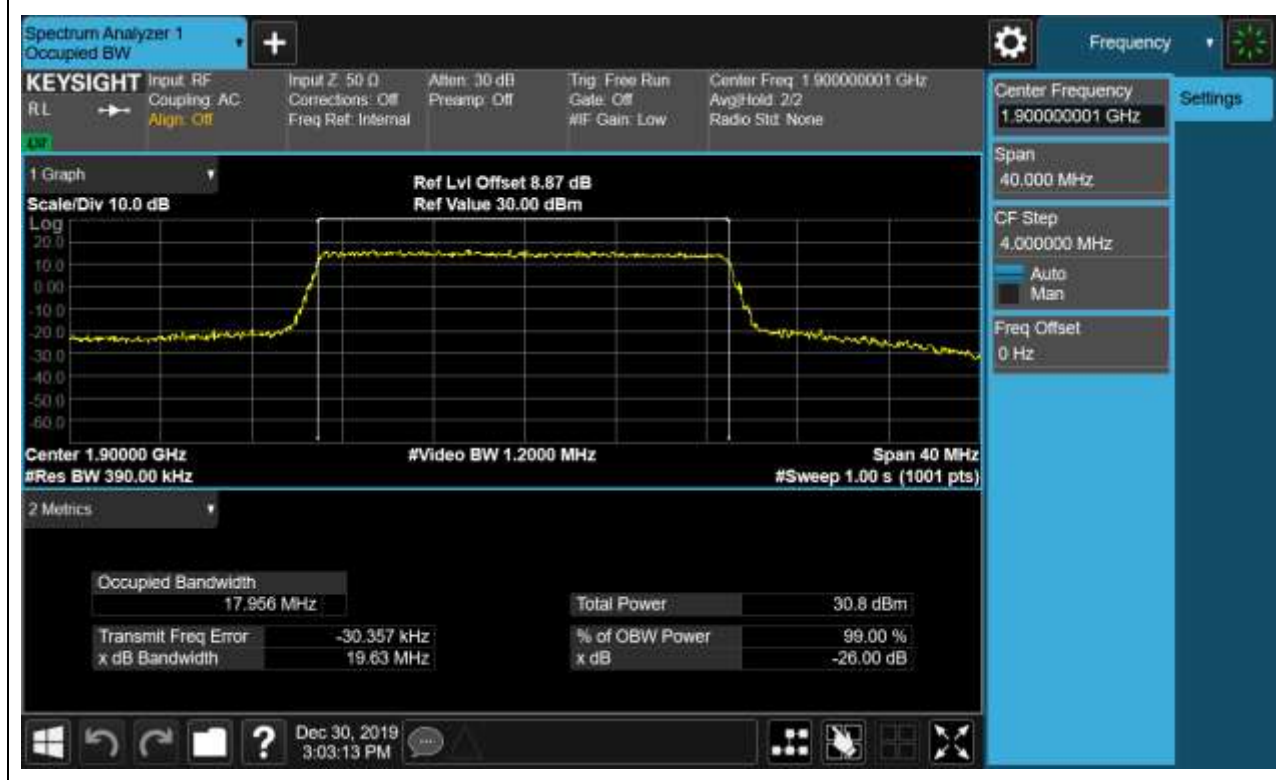 Spectrum Analyzer 1
Occupied BW
+
Frequency
KEYSIGHT
RL
Input: RF
Coupling: AC
Align: Off
Input Z: 50 Ω
Corrections: Off
Freq Ref: Internal
Atten: 30 dB
Preamp: Off
Trig: Free Run
Gate: Off
#IF Gain: Low
Center Freq: 1.900000001 GHz
Avg|Hold: 2/2
Radio Std: None
Center Frequency
1.900000001 GHz
Settings
Span
40.000 MHz
CF Step
4.000000 MHz
Auto
Man
Freq Offset
0 Hz
1 Graph
Scale/Div 10.0 dB
Ref Lvl Offset 8.87 dB
Ref Value 30.00 dBm
Log
20.0
10.0
0.00
-10.0
-20.0
-30.0
-40.0
-50.0
-60.0
Center 1.90000 GHz
#Video BW 1.2000 MHz
Span 40 MHz
#Res BW 390.00 kHz
#Sweep 1.00 s (1001 pts)
2 Metrics
Occupied Bandwidth
17.956 MHz
Total Power 30.8 dBm
Transmit Freq Error -30.357 kHz
% of OBW Power 99.00 %
x dB Bandwidth 19.63 MHz
x dB -26.00 dB
?
Dec 30, 2019
3:03:13 PM